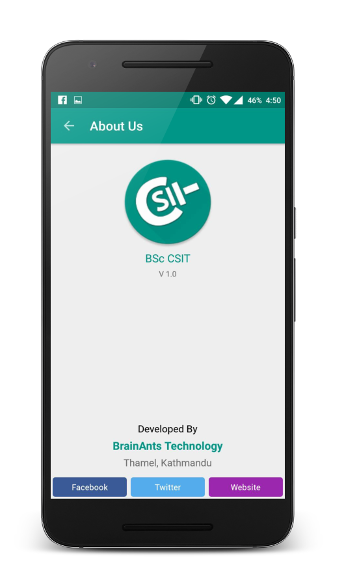 46% 4:50
About Us
CSIT
BSc CSIT
V 1.0
Developed By
BrainAnts Technology
Thamel, Kathmandu
Facebook Twitter Website